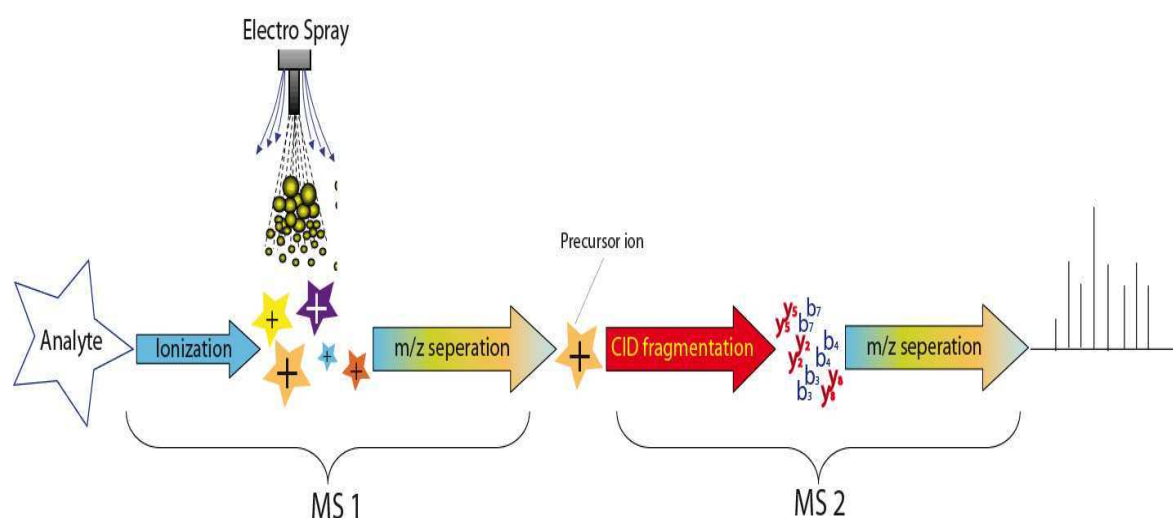 Electro Spray
Precursor ion
Analyte
Ionization
+
+
+
+
+
m/z seperation
+
CID fragmentation
y5 b7
y5 b7
y2 b4
y2 b4
b3 y8
b3 y8
m/z seperation
MS 1
MS 2